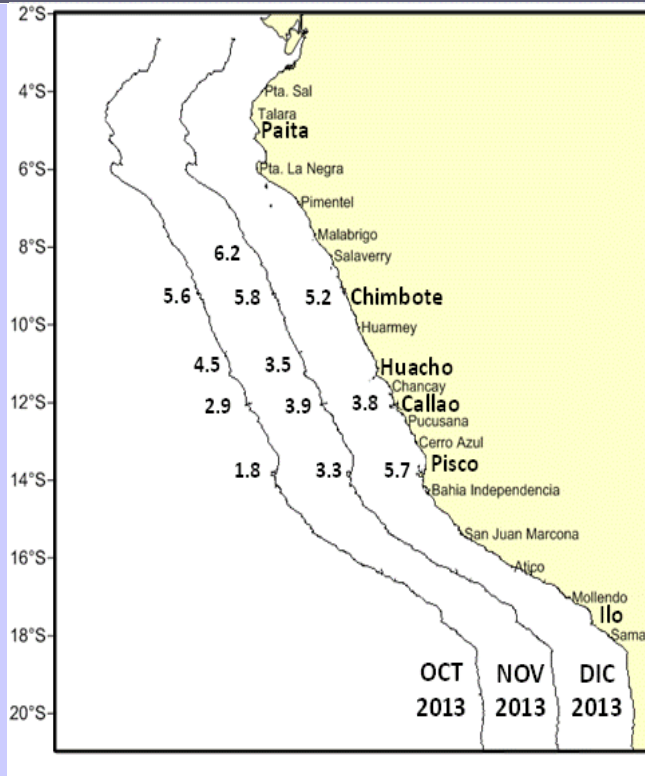 2°S
4°S
Pta. Sal
Talara
Paita
6°S
Pta. La Negra
Pimentel
Malabrigo
8°S
6.2
Salaverry
5.6 5.8 5.2 Chimbote
10°S
Huarmey
4.5 3.5 Huacho
Chancay
12°S
2.9 3.9 3.8 Callao
Pucusana
Cerro Azul
14°S
1.8 3.3 5.7 Pisco
Bahia Independencia
San Juan Marcona
16°S
Atico
Mollendo
Ilo
18°S
Sama
OCT NOV DIC
20°S
2013 2013 2013